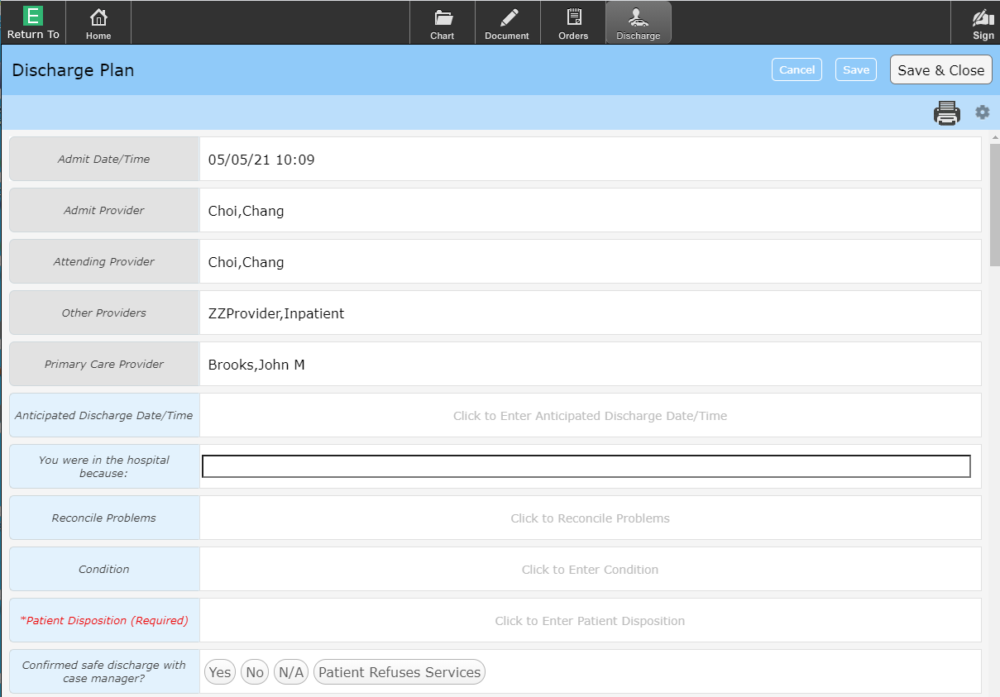 E
Return To
Home
Chart
Document
Orders
Discharge
Sign
Discharge Plan
Cancel
Save
Save & Close
Admit Date/Time
05/05/21 10:09
Admit Provider
Choi,Chang
Attending Provider
Choi,Chang
Other Providers
ZZProvider,Inpatient
Primary Care Provider
Brooks,John M
Anticipated Discharge Date/Time
Click to Enter Anticipated Discharge Date/Time
You were in the hospital
because:
Reconcile Problems
Click to Reconcile Problems
Condition
Click to Enter Condition
*Patient Disposition (Required)
Click to Enter Patient Disposition
Confirmed safe discharge with
case manager?
Yes
No
N/A
Patient Refuses Services